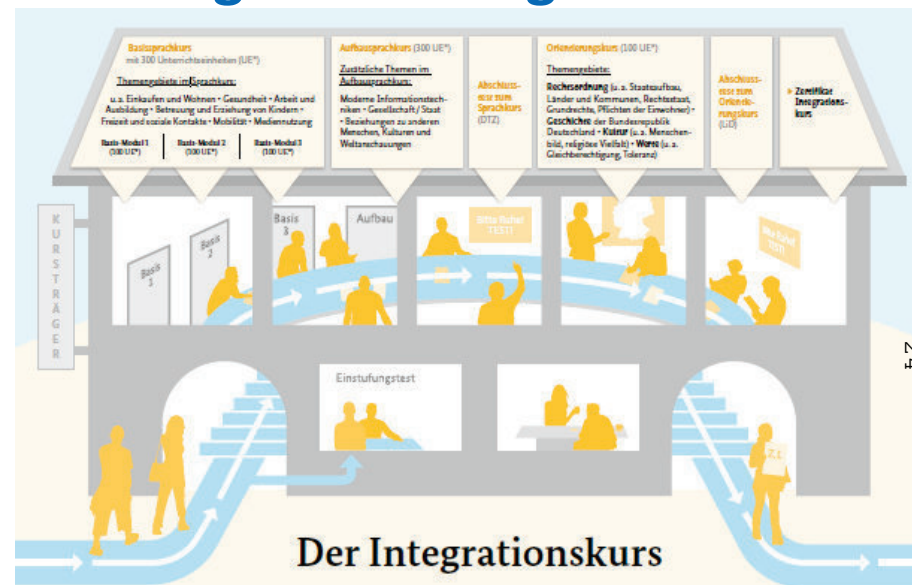 Basissprachkurs
mit 300 Unterrichtseinheiten (UE*)
Themengebiete im Sprachkurs:
u.a. Einkaufen und Wohnen • Gesundheit • Arbeit und
Ausbildung • Betreuung und Erziehung von Kindern •
Freizeit und soziale Kontakte • Mobilität • Mediennutzung
Basis-Modul 1
(100 UE*)
Basis-Modul 2
(100 UE*)
Basis-Modul 3
(100 UE*)
Aufbausprachkurs (300 UE*)
Zusätzliche Themen im
Aufbausprachkurs:
Moderne Informationstech-
niken • Gesellschaft/Staat
• Beziehungen zu anderen
Menschen, Kulturen und
Weltanschauungen
Abschluss-
test zum
Sprachkurs
(DTZ)
Orientierungskurs (100 UE*)
Themengebiete:
Rechtsordnung (u. a. Staatsaufbau,
Länder und Kommunen, Rechtsstaat,
Grundrechte, Pflichten der Einwohner) •
Geschichte der Bundesrepublik
Deutschland • Kultur (u. a. Menschen-
bild, religiöse Vielfalt) • Werte (u. a.
Gleichberechtigung, Toleranz)
Abschluss-
test zum
Orientie-
rungskurs
(LiD)
Zertifikat
Integrations-
kurs
KURSTRÄGER
Basis
1
Basis
2
Basis
3
Aufbau
Bitte Ruhe!
TEST!
Bitte Ruhe!
TEST!
Einstufungstest
Z.I.
Der Integrationskurs